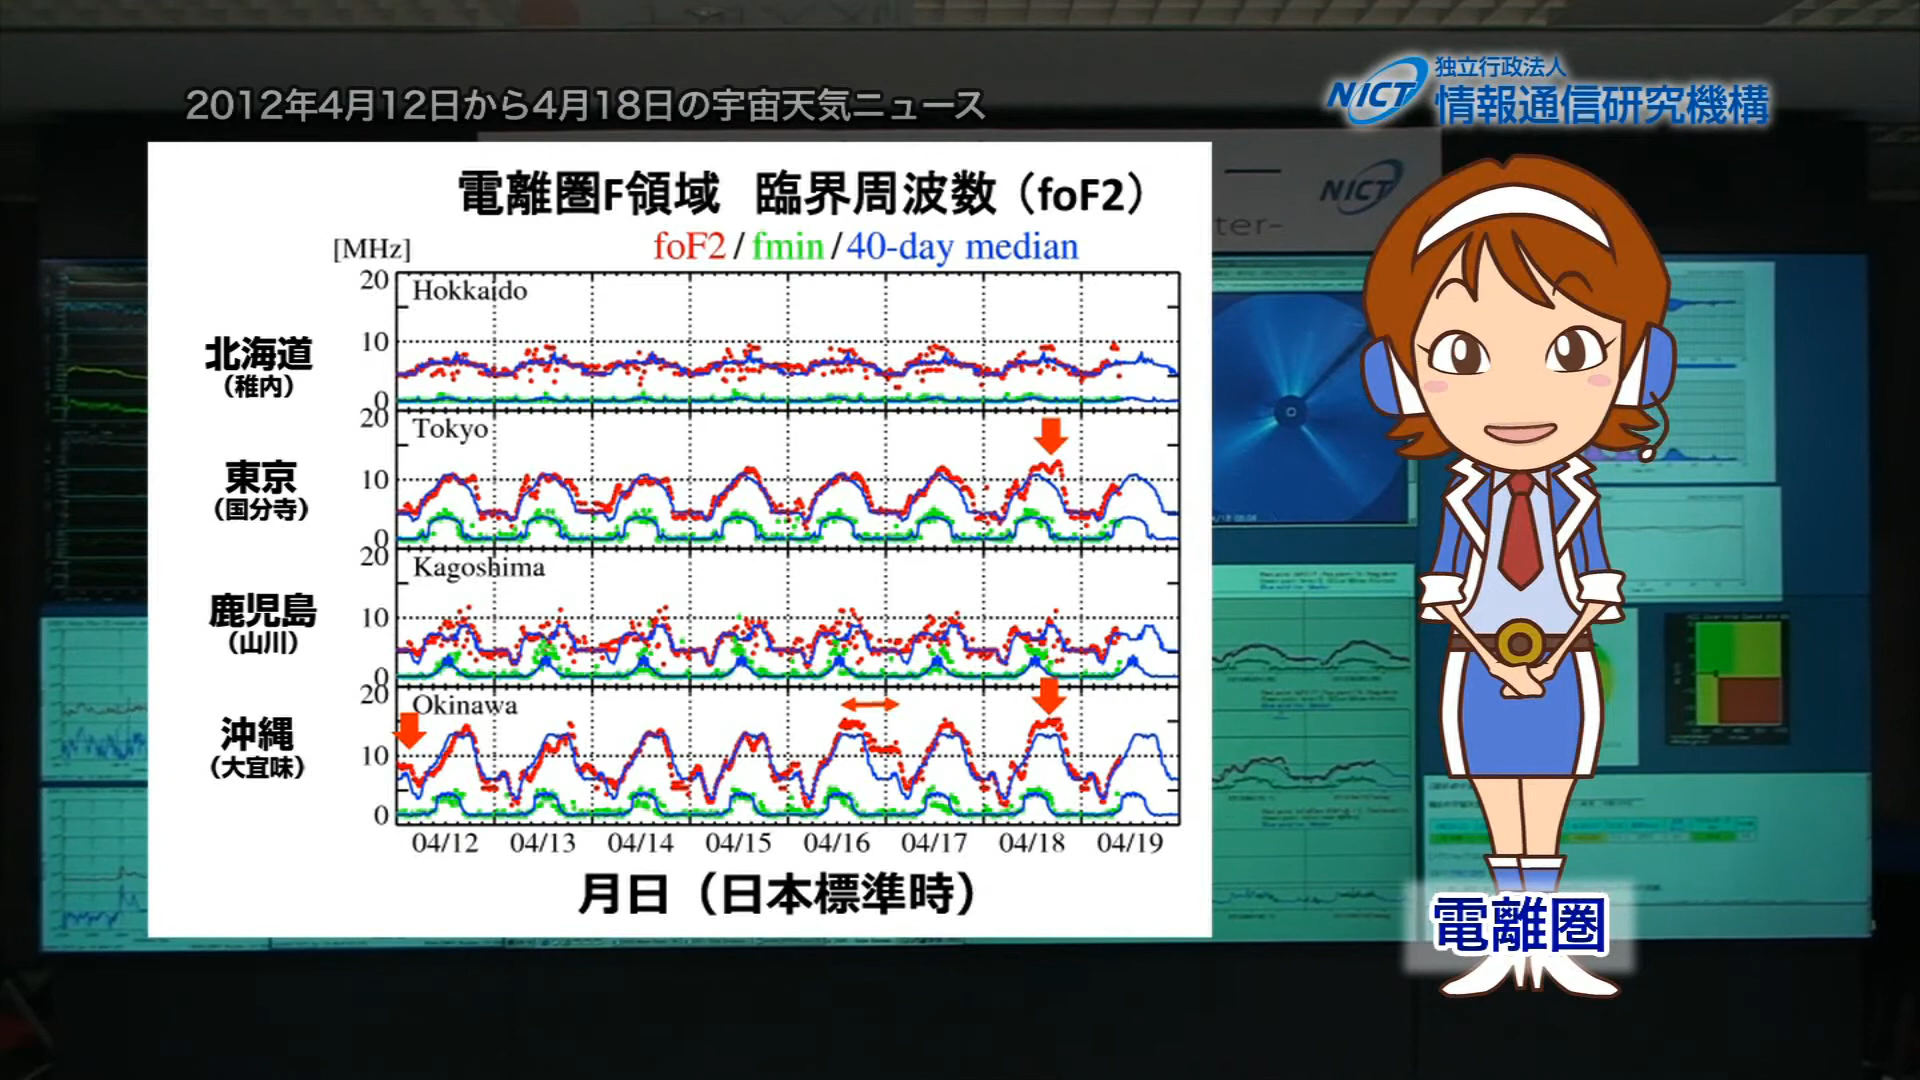 2012年4月12日から4月18日の宇宙天気ニュース
NICT
独立行政法人
情報通信研究機構
NICT
ter-
電離圏F領域 臨界周波数（foF2）
[MHz]
foF2 / fmin / 40-day median
20
Hokkaido
10
0
北海道
（稚内）
20
Tokyo
10
0
東京
（国分寺）
20
Kagoshima
10
0
鹿児島
（山川）
20
Okinawa
10
0
沖縄
（大宜味）
04/12 04/13 04/14 04/15 04/16 04/17 04/18 04/19
月日（日本標準時）
電離圏